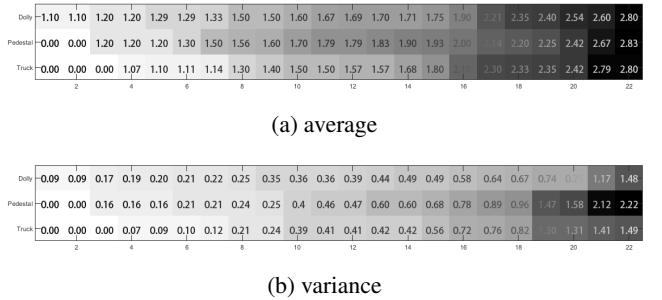 Dolly 1.10 1.10 1.20 1.20 1.29 1.29 1.33 1.50 1.50 1.60 1.67 1.69 1.70 1.71 1.75 1.90 2.21 2.35 2.40 2.54 2.60 2.80
Pedestal 0.00 0.00 1.20 1.20 1.20 1.30 1.50 1.56 1.60 1.70 1.79 1.79 1.83 1.90 1.93 2.00 2.14 2.20 2.25 2.42 2.67 2.83
Truck 0.00 0.00 0.00 1.07 1.10 1.11 1.14 1.30 1.40 1.50 1.50 1.57 1.57 1.68 1.80 2.30 2.33 2.35 2.42 2.79 2.80
2 4 6 8 10 12 14 16 18 20 22
(a) average
Dolly 0.09 0.09 0.17 0.19 0.20 0.21 0.22 0.25 0.35 0.36 0.36 0.39 0.44 0.49 0.49 0.58 0.64 0.67 0.74 1.17 1.48
Pedestal 0.00 0.00 0.16 0.16 0.16 0.21 0.21 0.24 0.25 0.4 0.46 0.47 0.60 0.60 0.68 0.78 0.89 0.96 1.47 1.58 2.12 2.22
Truck 0.00 0.00 0.00 0.07 0.09 0.10 0.12 0.21 0.24 0.39 0.41 0.41 0.42 0.42 0.56 0.72 0.76 0.82 1.30 1.31 1.41 1.49
2 4 6 8 10 12 14 16 18 20 22
(b) variance